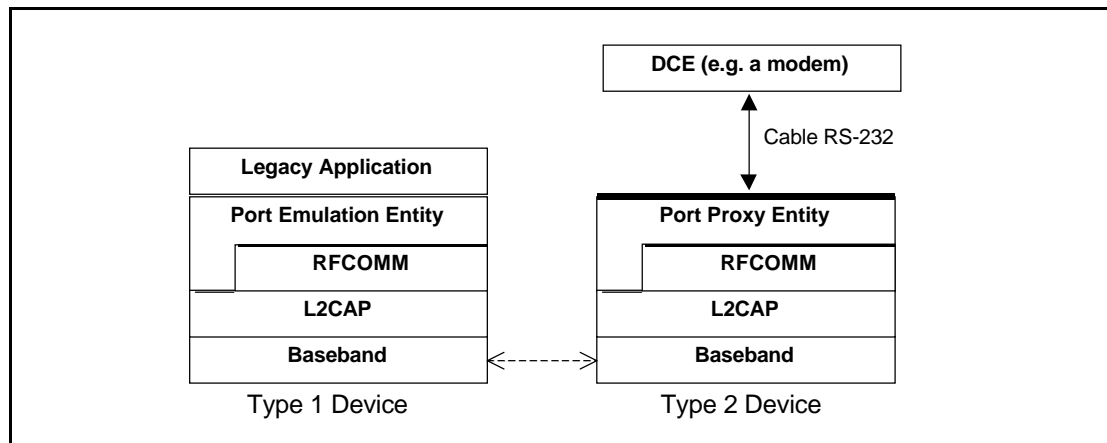 DCE (e.g. a modem)
Cable RS-232
Legacy Application
Port Emulation Entity
RFCOMM
L2CAP
Baseband
Type 1 Device
Port Proxy Entity
RFCOMM
L2CAP
Baseband
Type 2 Device